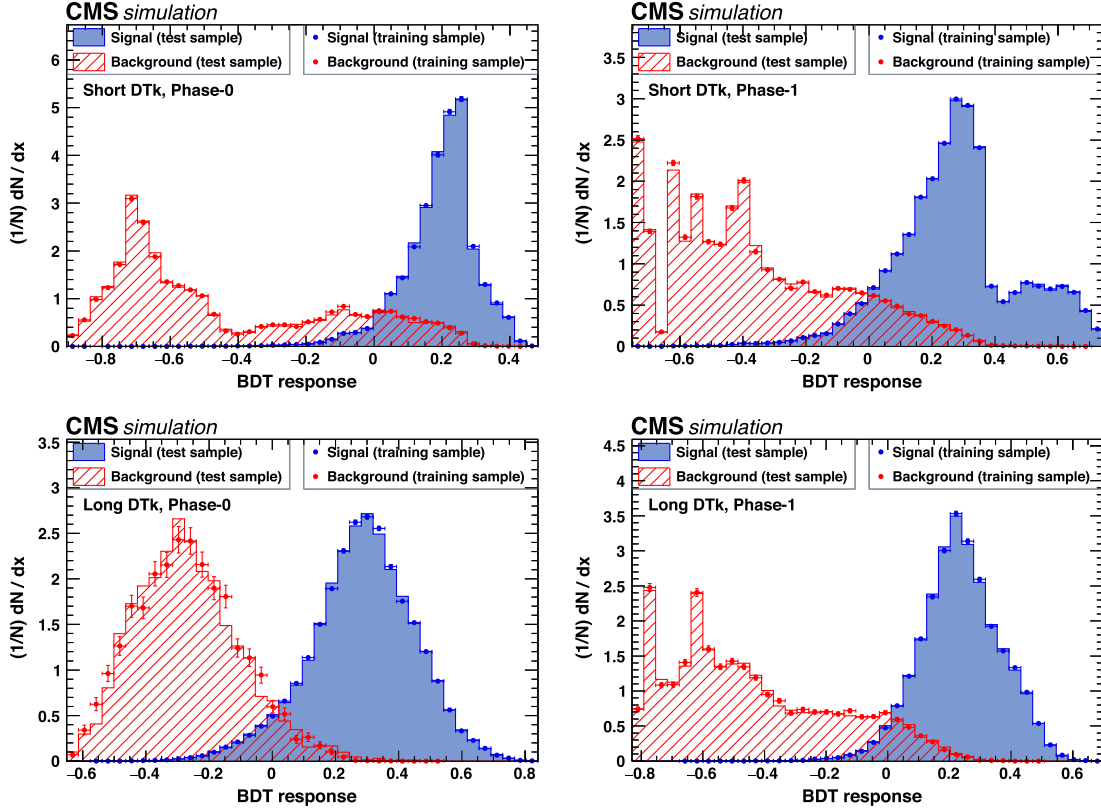 CMS simulation
Signal (test sample)
Background (test sample)
Signal (training sample)
Background (training sample)
Short DTk, Phase-0
(1/N) dN / dx
6
5
4
3
2
1
0
−0.8 −0.6 −0.4 −0.2 0 0.2 0.4
BDT response
CMS simulation
Signal (test sample)
Background (test sample)
Signal (training sample)
Background (training sample)
Short DTk, Phase-1
(1/N) dN / dx
3.5
3
2.5
2
1.5
1
0.5
0
−0.6 −0.4 −0.2 0 0.2 0.4 0.6
BDT response
CMS simulation
Signal (test sample)
Background (test sample)
Signal (training sample)
Background (training sample)
Long DTk, Phase-0
(1/N) dN / dx
3.5
3
2.5
2
1.5
1
0.5
0
−0.6 −0.4 −0.2 0 0.2 0.4 0.6 0.8
BDT response
CMS simulation
Signal (test sample)
Background (test sample)
Signal (training sample)
Background (training sample)
Long DTk, Phase-1
(1/N) dN / dx
4.5
4
3.5
3
2.5
2
1.5
1
0.5
0
−0.8 −0.6 −0.4 −0.2 0 0.2 0.4 0.6
BDT response